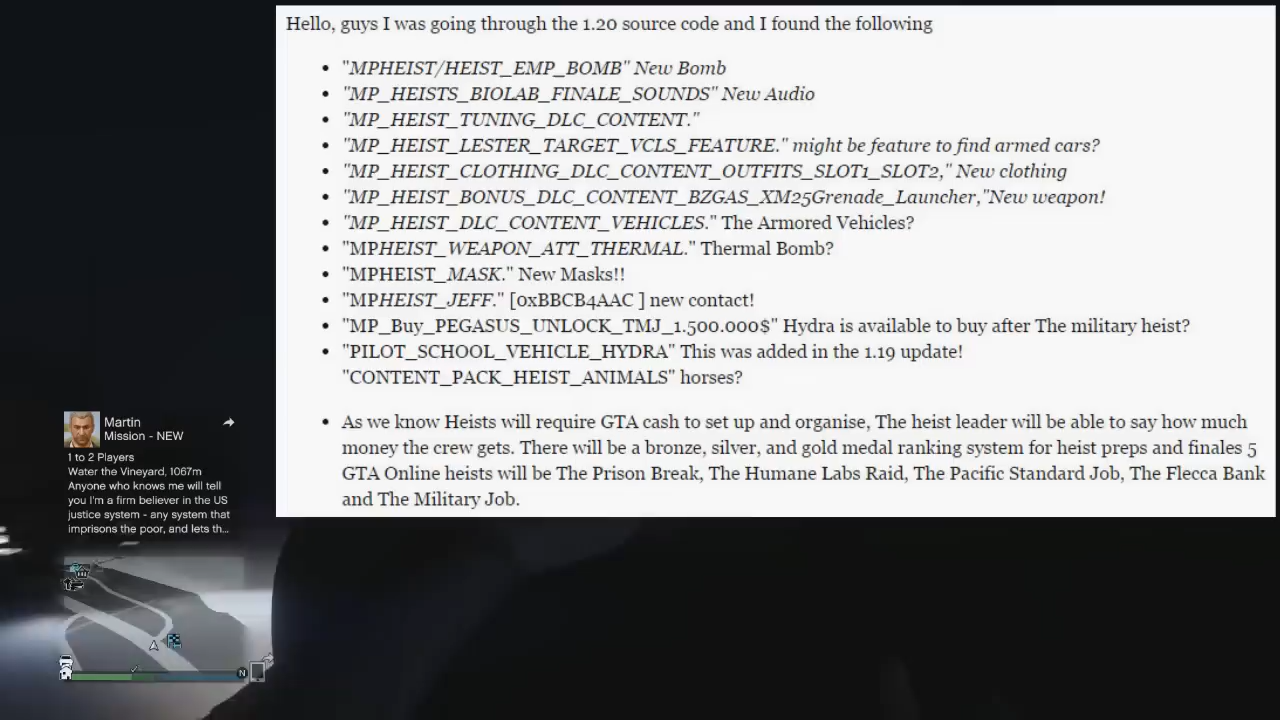 Hello, guys I was going through the 1.20 source code and I found the following
• "MPHEIST/HEIST_EMP_BOMB" New Bomb
• "MP_HEISTS_BIOLAB_FINALE_SOUNDS" New Audio
• "MP_HEIST_TUNING_DLC_CONTENT."
• "MP_HEIST_LESTER_TARGET_VCLS_FEATURE." might be feature to find armed cars?
• "MP_HEIST_CLOTHING_DLC_CONTENT_OUTFITS_SLOT1_SLOT2," New clothing
• "MP_HEIST_BONUS_DLC_CONTENT_BZGAS_XM25Grenade_Launcher,"New weapon!
• "MP_HEIST_DLC_CONTENT_VEHICLES." The Armored Vehicles?
• "MPHEIST_WEAPON_ATT_THERMAL." Thermal Bomb?
• "MPHEIST_MASK." New Masks!!
• "MPHEIST_JEFF." [0xBBCB4AAC ] new contact!
• "MP_Buy_PEGASUS_UNLOCK_TMJ_1.500.000$" Hydra is available to buy after The military heist?
• "PILOT_SCHOOL_VEHICLE_HYDRA" This was added in the 1.19 update!
"CONTENT_PACK_HEIST_ANIMALS" horses?
• As we know Heists will require GTA cash to set up and organise, The heist leader will be able to say how much
money the crew gets. There will be a bronze, silver, and gold medal ranking system for heist preps and finales 5
GTA Online heists will be The Prison Break, The Humane Labs Raid, The Pacific Standard Job, The Flecca Bank
and The Military Job.
Martin
Mission - NEW
1 to 2 Players
Water the Vineyard, 1067m
Anyone who knows me will tell
you I'm a firm believer in the US
justice system - any system that
imprisons the poor, and lets th...
N